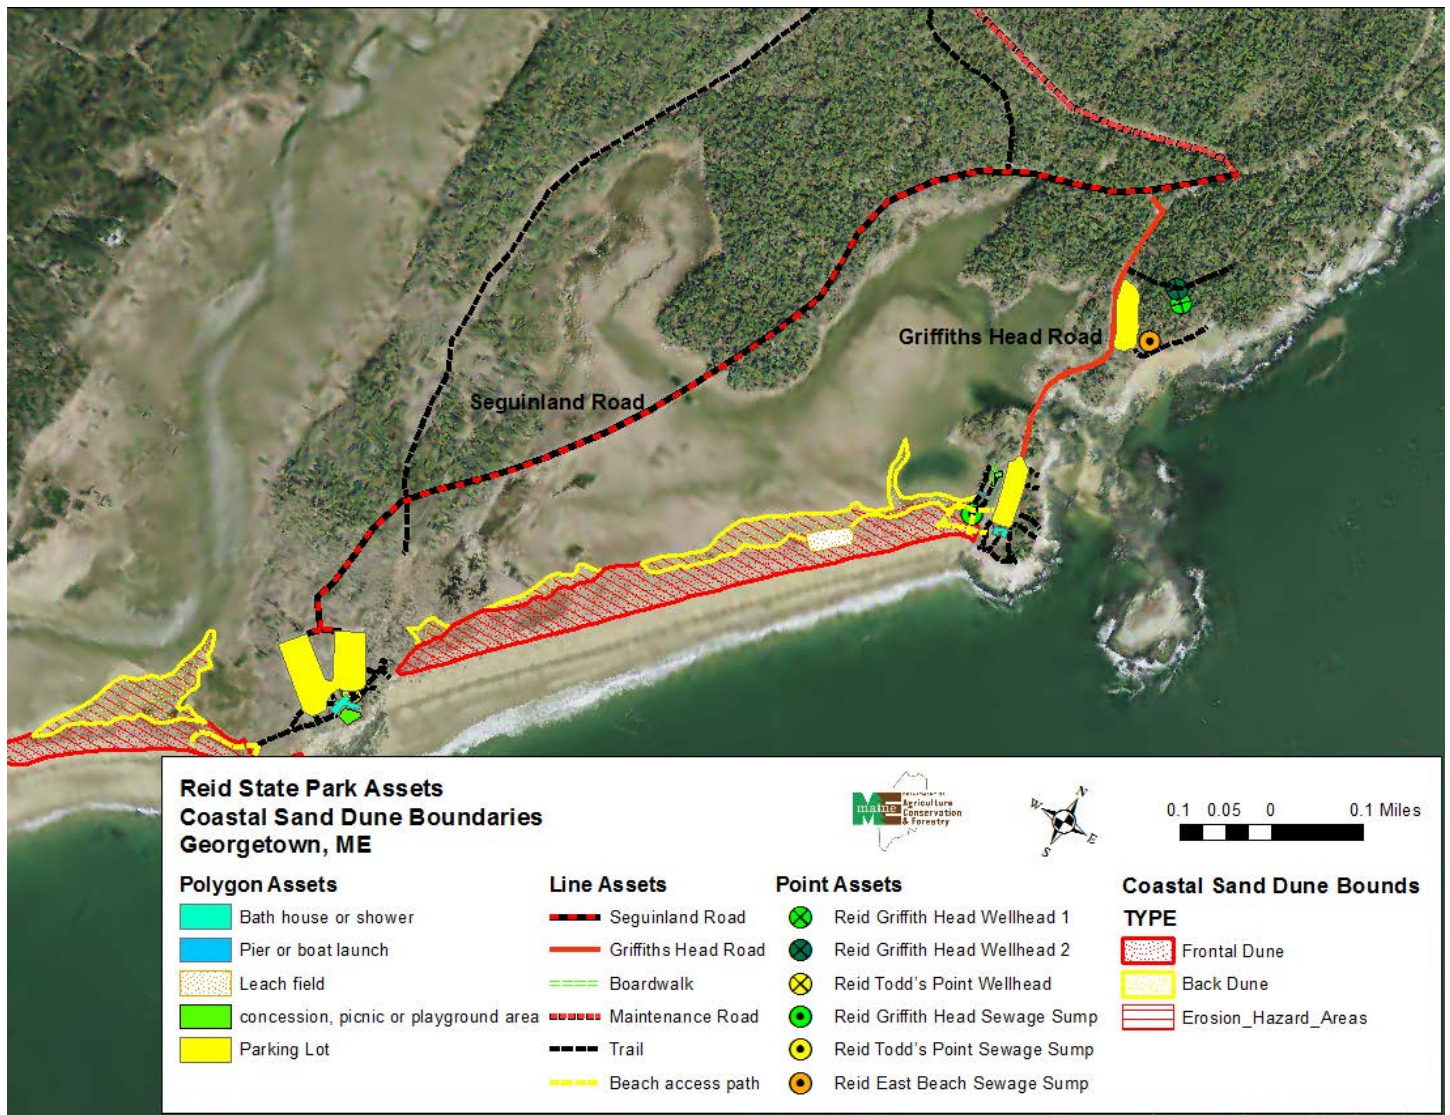 Griffiths Head Road
Seguinland Road
Reid State Park Assets
Coastal Sand Dune Boundaries
Georgetown, ME
maine
Agriculture
Conservation
& Forestry
N
W
E
S
0.1 0.05 0 0.1 Miles
Polygon Assets
Bath house or shower
Pier or boat launch
Leach field
concession, picnic or playground area
Parking Lot
Line Assets
Seguinland Road
Griffiths Head Road
Boardwalk
Maintenance Road
Trail
Beach access path
Point Assets
Reid Griffith Head Wellhead 1
Reid Griffith Head Wellhead 2
Reid Todd's Point Wellhead
Reid Griffith Head Sewage Sump
Reid Todd's Point Sewage Sump
Reid East Beach Sewage Sump
Coastal Sand Dune Bounds
TYPE
Frontal Dune
Back Dune
Erosion_Hazard_Areas